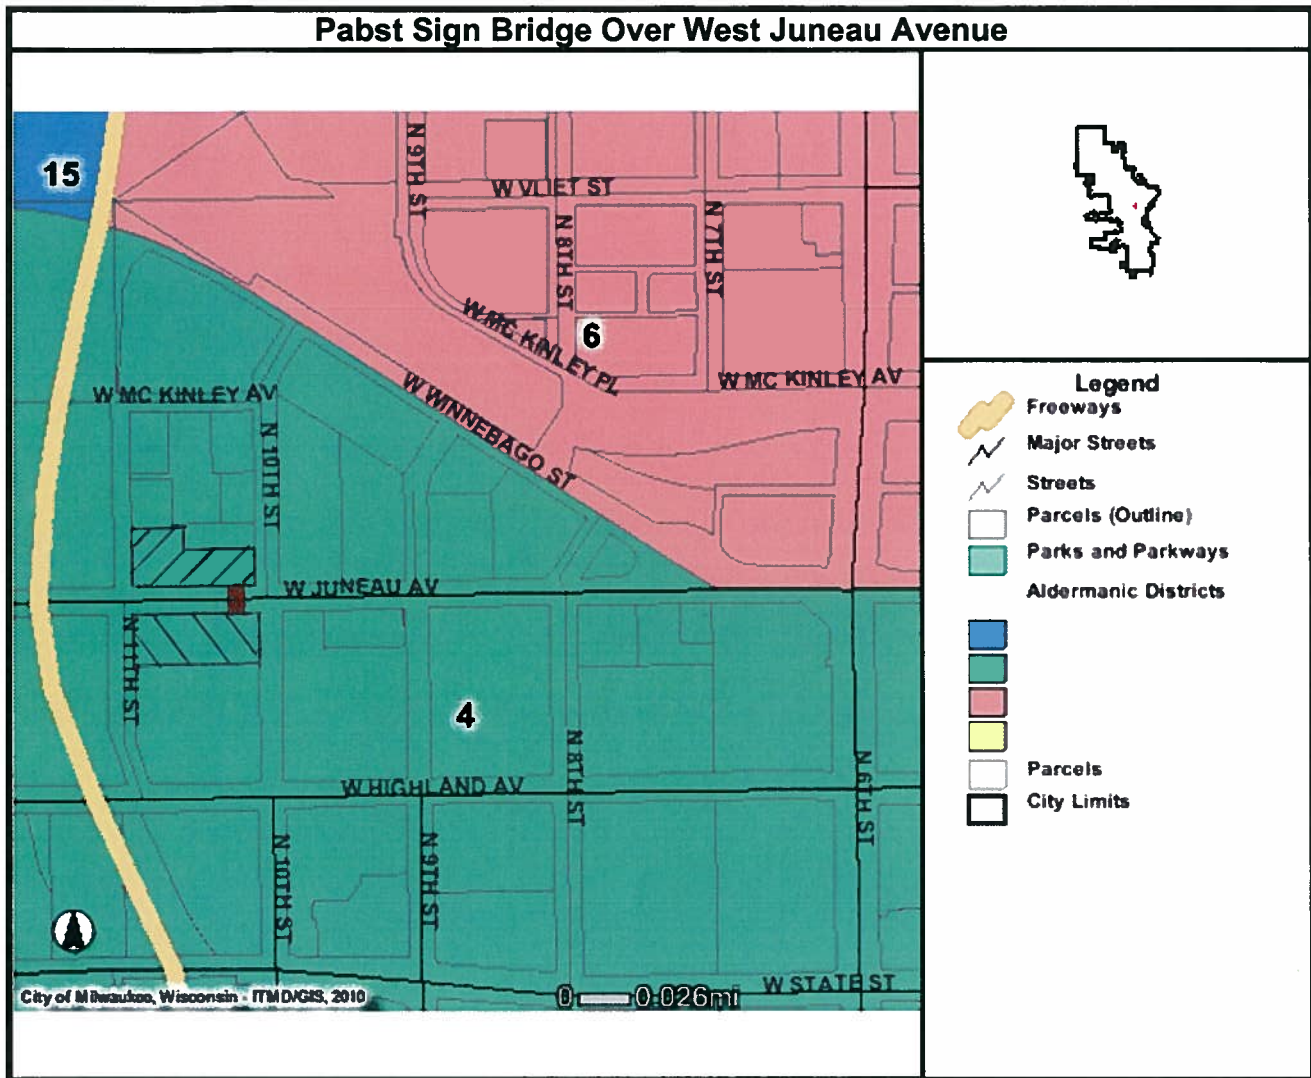 Pabst Sign Bridge Over West Juneau Avenue
15
N 9TH ST
W VLIET ST
N 8TH ST
N 7TH ST
6
W MC KINLEY PL
W MC KINLEY AV
W MC KINLEY AV
W WINNEBAGO ST
N 10TH ST
W JUNEAU AV
N 11TH ST
4
N 8TH ST
W HIGHLAND AV
N 6TH ST
N 10TH ST
N 9TH ST
W STATE ST
City of Milwaukee, Wisconsin - ITMD/GIS, 2010
0 0.026mi
Legend
Freeways
Major Streets
Streets
Parcels (Outline)
Parks and Parkways
Aldermanic Districts
Parcels
City Limits